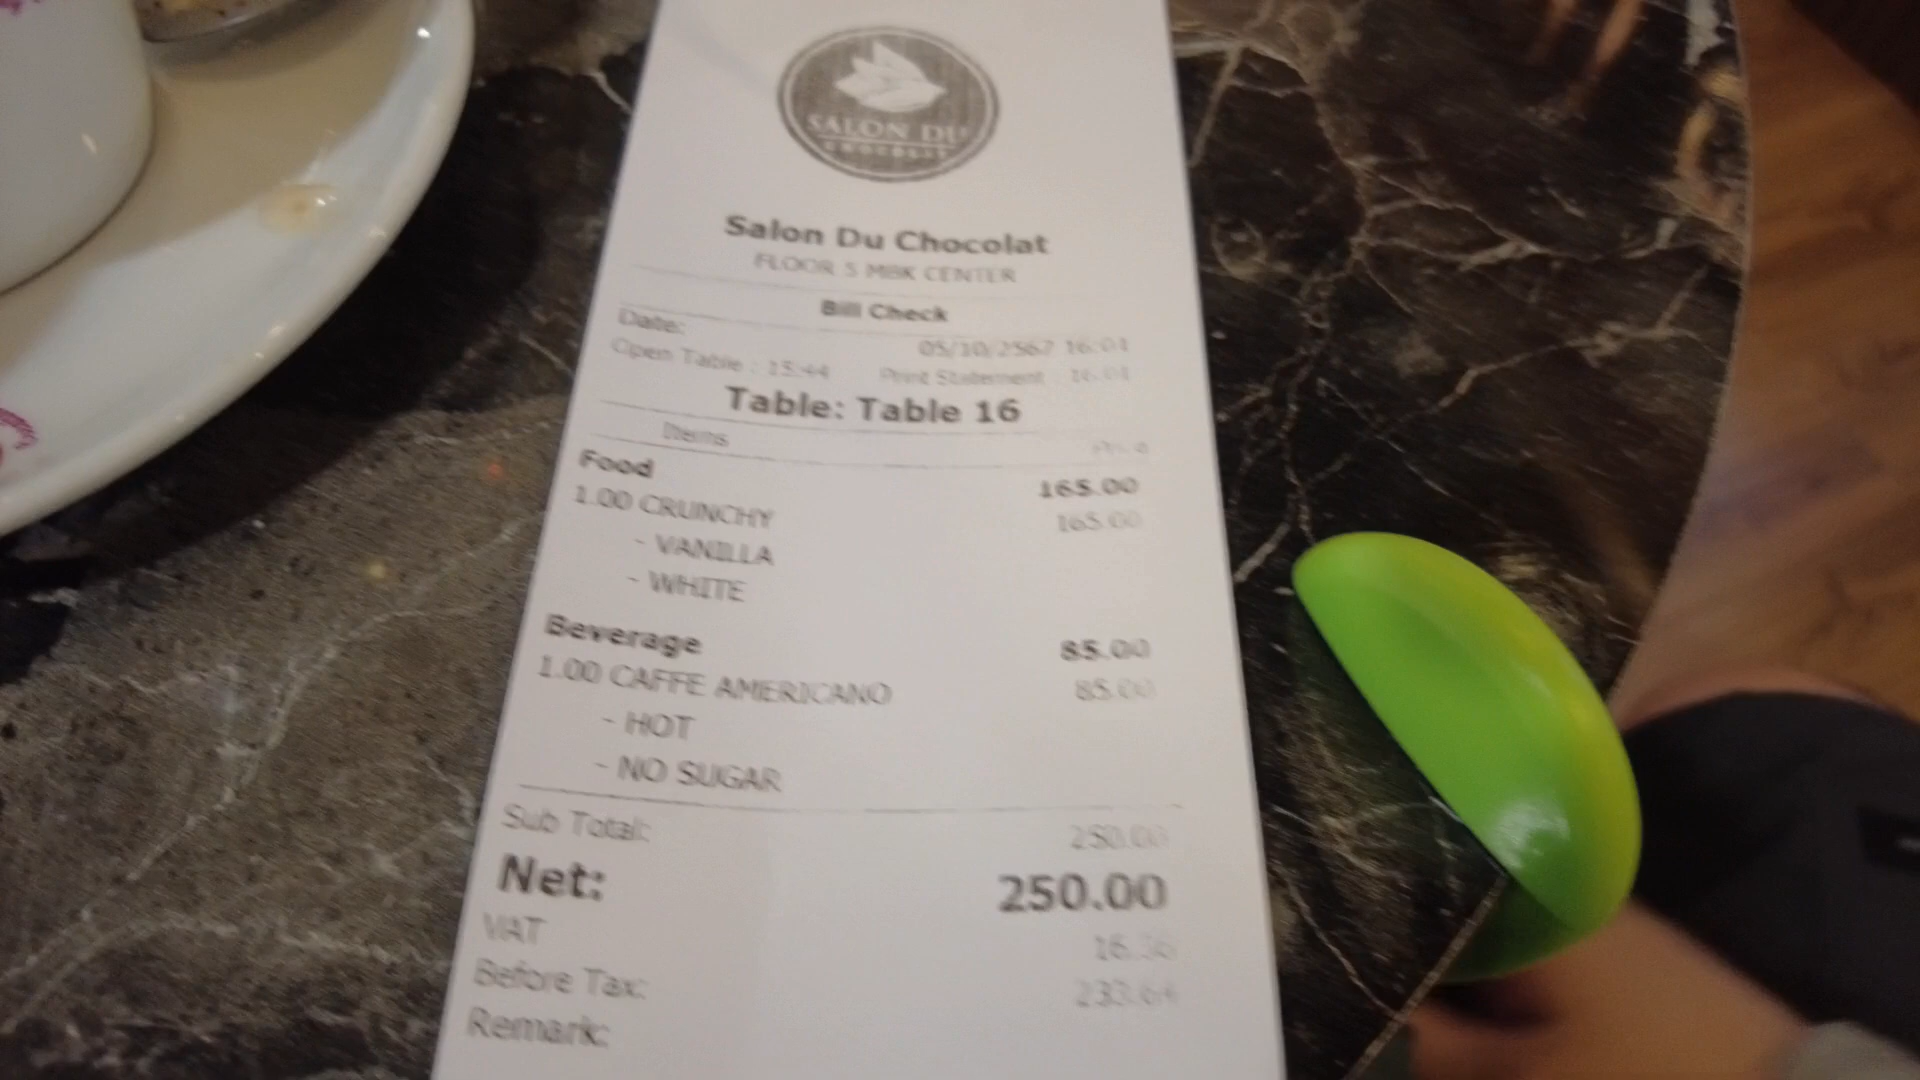 SALON DU
CHOCOLAT
Salon Du Chocolat
FLOOR 5 MBK CENTER
Bill Check
Date: 05/10/2567 16:04
Open Table : 15:44 Print Statement : 16:04
Table: Table 16
Items
Food 165.00
1.00 CRUNCHY 165.00
- VANILLA
- WHITE
Beverage 85.00
1.00 CAFFE AMERICANO 85.00
- HOT
- NO SUGAR
Sub Total: 250.00
Net: 250.00
VAT 16.36
Before Tax: 233.64
Remark: